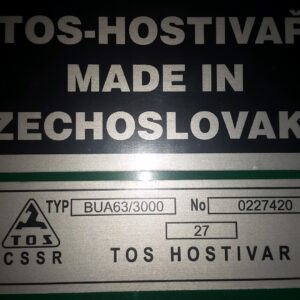 TOS-HOSTIVAŘ
MADE IN
ZECHOSLOVAK
TYP BUA63/3000 No 0227420
27
TOS
CSSR TOS HOSTIVAR